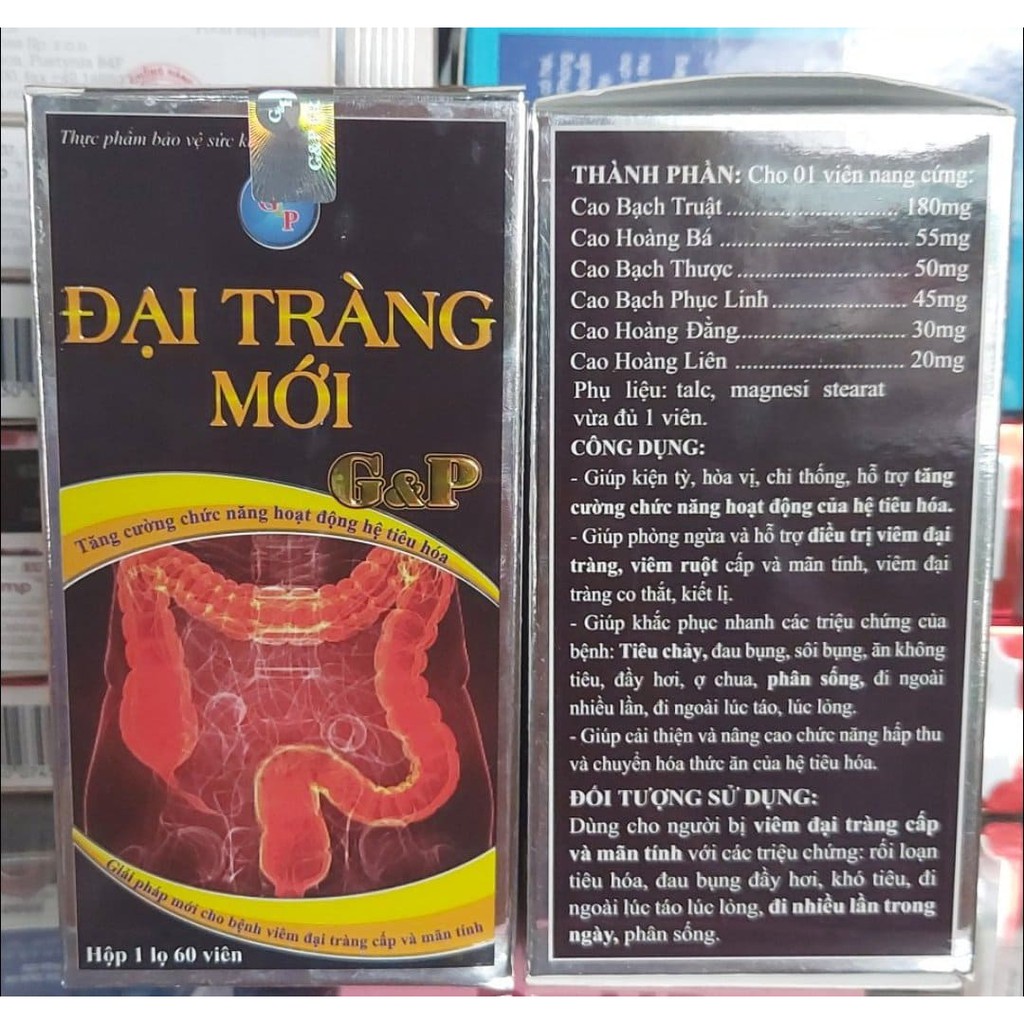 Thực phẩm bảo vệ sức
G&P
G P
ĐẠI TRÀNG
MỚI
G&P
Tăng cường chức năng hoạt động hệ tiêu hóa
Giải pháp mới cho bệnh viêm đại tràng cấp và mãn tính
Hộp 1 lọ 60 viên
THÀNH PHẦN: Cho 01 viên nang cứng:
Cao Bạch Truật ............................ 180mg
Cao Hoàng Bá ............................ 55mg
Cao Bạch Thược ............................ 50mg
Cao Bạch Phục Linh ...................... 45mg
Cao Hoàng Đằng ............................ 30mg
Cao Hoàng Liên ............................ 20mg
Phụ liệu: talc, magnesi stearat
vừa đủ 1 viên.
CÔNG DỤNG:
- Giúp kiện tỳ, hòa vị, chỉ thống, hỗ trợ tăng
cường chức năng hoạt động của hệ tiêu hóa.
- Giúp phòng ngừa và hỗ trợ điều trị viêm đại
tràng, viêm ruột cấp và mãn tính, viêm đại
tràng co thắt, kiết lị.
- Giúp khắc phục nhanh các triệu chứng của
bệnh: Tiêu chảy, đau bụng, sôi bụng, ăn không
tiêu, đầy hơi, ợ chua, phân sống, đi ngoài
nhiều lần, đi ngoài lúc táo, lúc lỏng.
- Giúp cải thiện và nâng cao chức năng hấp thu
và chuyển hóa thức ăn của hệ tiêu hóa.
ĐỐI TƯỢNG SỬ DỤNG:
Dùng cho người bị viêm đại tràng cấp
và mãn tính với các triệu chứng: rối loạn
tiêu hóa, đau bụng đầy hơi, khó tiêu, đi
ngoài lúc táo lúc lỏng, đi nhiều lần trong
ngày, phân sống.